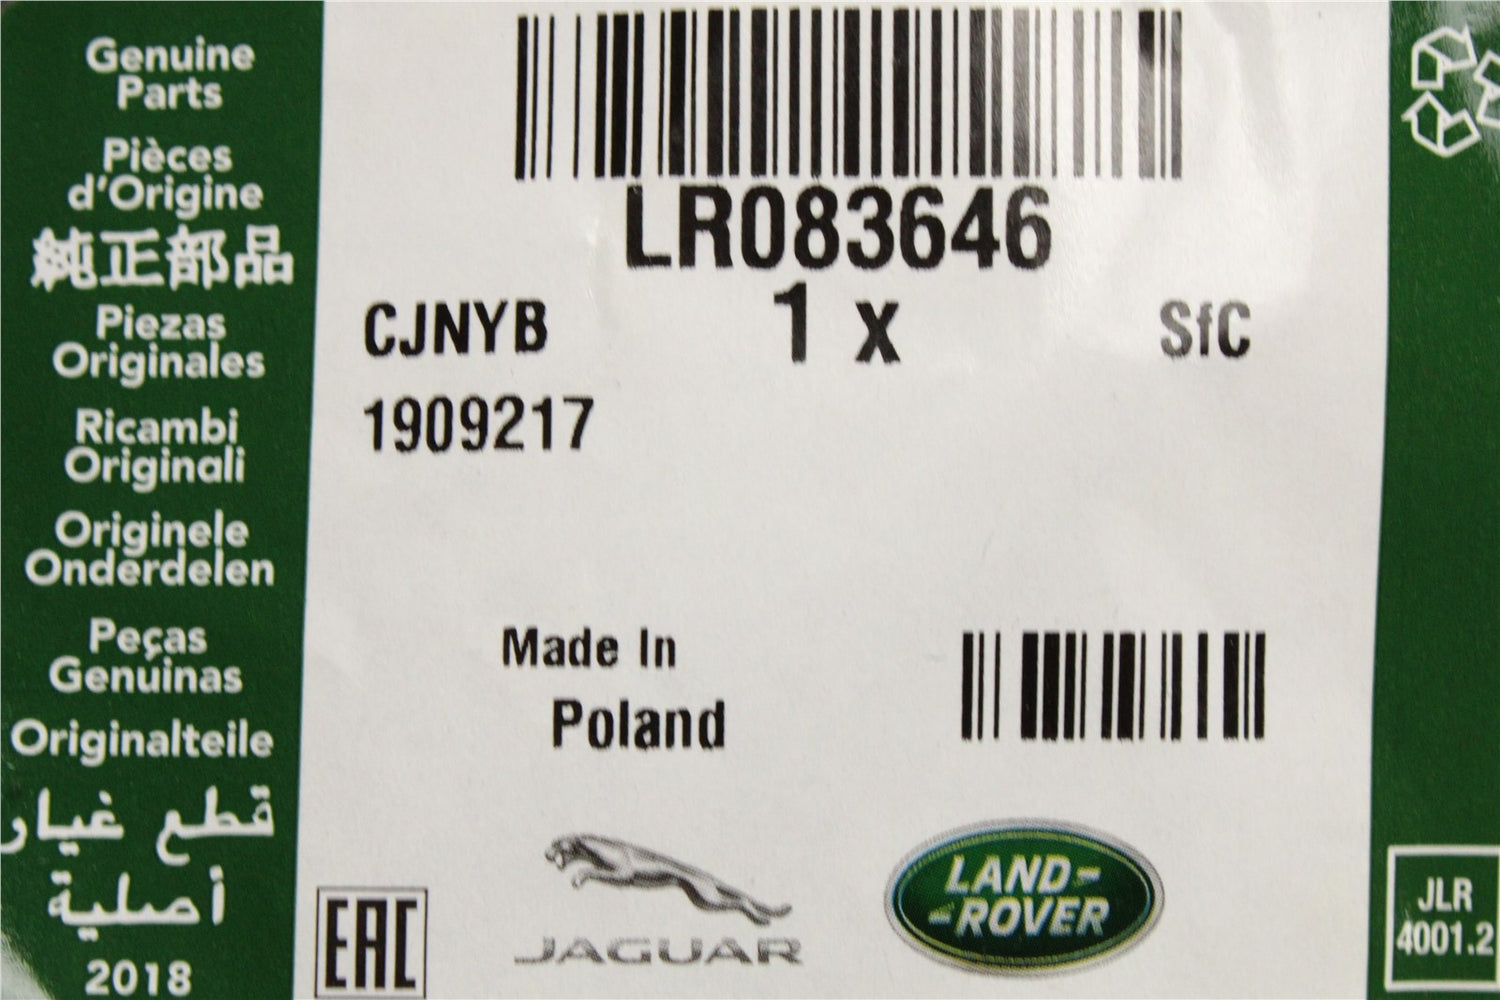 Genuine
Parts
Pièces
d'Origine
純正部品
Piezas
Originales
Ricambi
Originali
Originele
Onderdelen
Peças
Genuinas
Originalteile
قطع غيار
أصلية
2018
LR083646
CJNYB 1 x SfC
1909217
Made In
Poland
EAC
JAGUAR
LAND-
-ROVER
JLR
4001.2